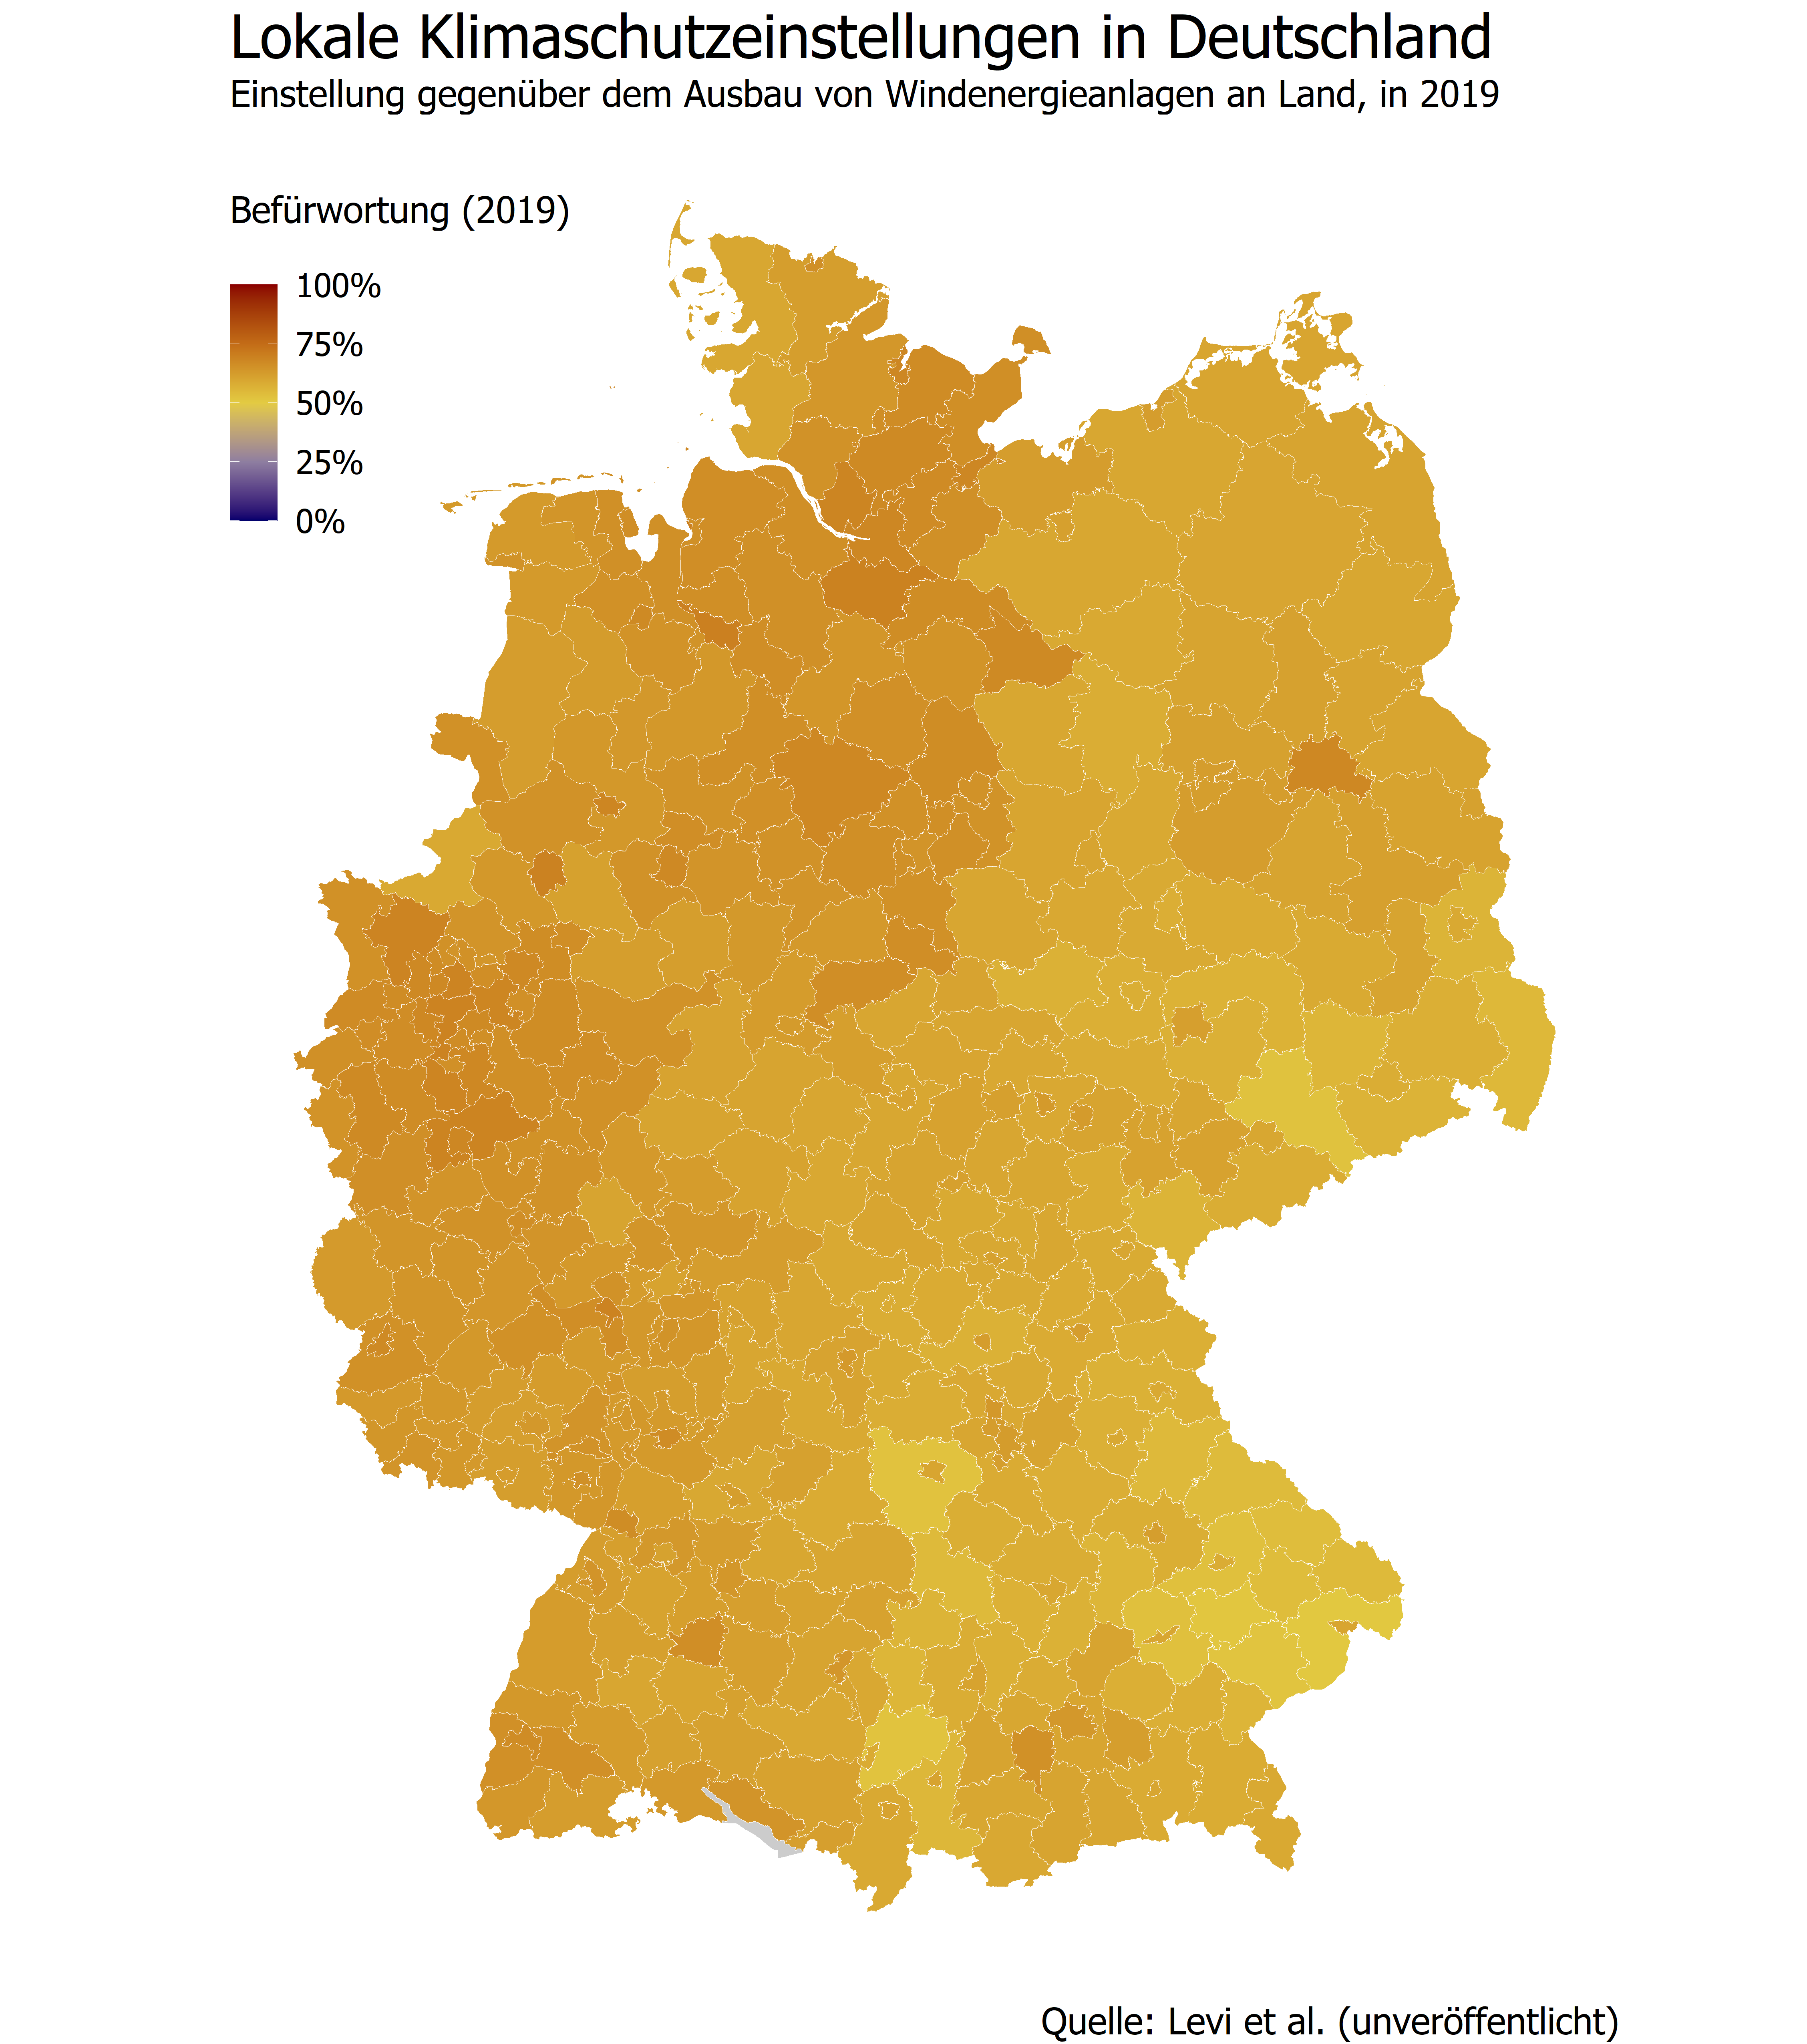 Lokale Klimaschutzeinstellungen in Deutschland
Einstellung gegenüber dem Ausbau von Windenergieanlagen an Land, in 2019
Befürwortung (2019)
100%
75%
50%
25%
0%
Quelle: Levi et al. (unveröffentlicht)